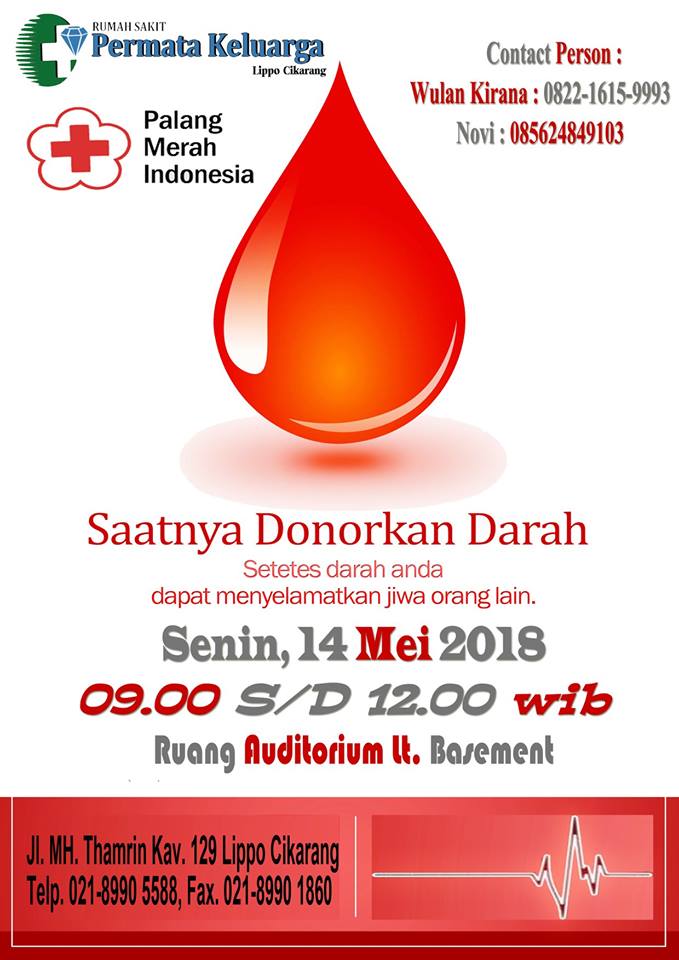 RUMAH SAKIT
Permata Keluarga
Lippo Cikarang
Palang
Merah
Indonesia
Contact Person :
Wulan Kirana : 0822-1615-9993
Novi : 085624849103
Saatnya Donorkan Darah
Setetes darah anda
dapat menyelamatkan jiwa orang lain.
Senin, 14 Mei 2018
09.00 S/D 12.00 wib
Ruang Auditorium Lt. Basement
Jl. MH. Thamrin Kav. 129 Lippo Cikarang
Telp. 021-8990 5588, Fax. 021-8990 1860